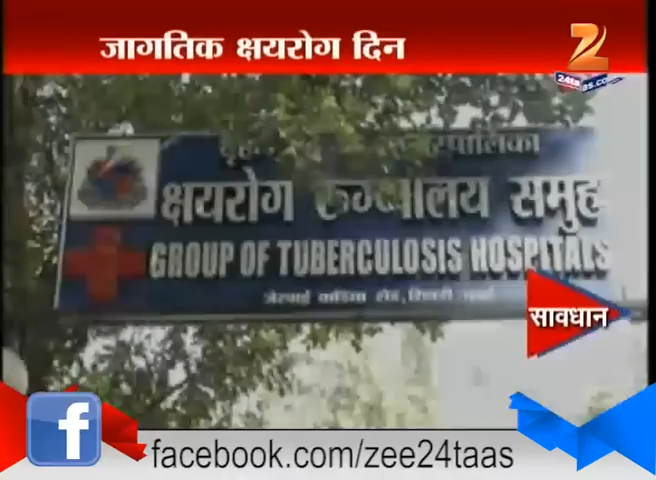 जागतिक क्षयरोग दिन
24taas.com
क्षयरोग रुग्णालय समुह
GROUP OF TUBERCULOSIS HOSPITALS
सावधान
facebook.com/zee24taas